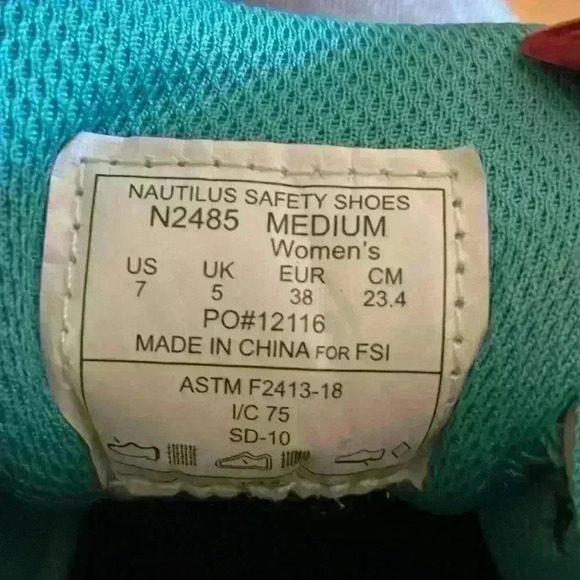 NAUTILUS SAFETY SHOES
N2485 MEDIUM
Women's
US UK EUR CM
7 5 38 23.4
PO#12116
MADE IN CHINA FOR FSI
ASTM F2413-18
I/C 75
SD-10